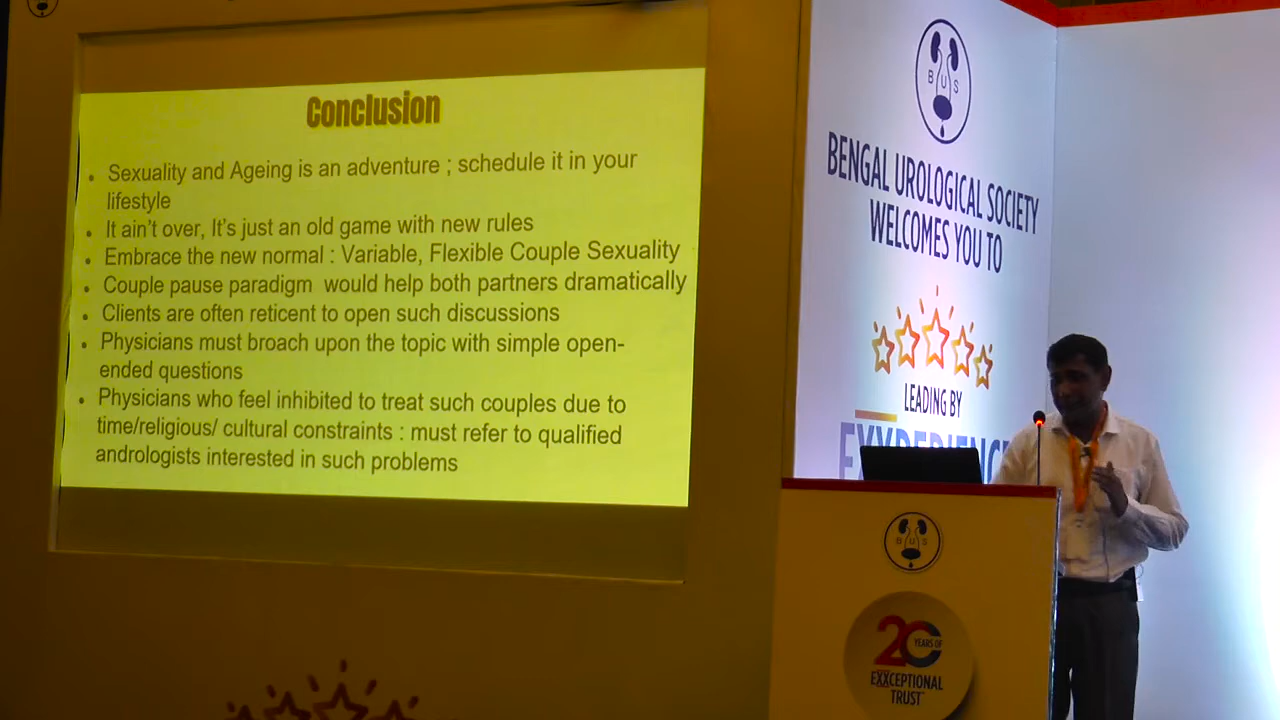 Conclusion
• Sexuality and Ageing is an adventure ; schedule it in your
lifestyle
• It ain't over, It's just an old game with new rules
• Embrace the new normal : Variable, Flexible Couple Sexuality
• Couple pause paradigm would help both partners dramatically
• Clients are often reticent to open such discussions
• Physicians must broach upon the topic with simple open-
ended questions
• Physicians who feel inhibited to treat such couples due to
time/religious/ cultural constraints : must refer to qualified
andrologists interested in such problems
B U S
BENGAL UROLOGICAL SOCIETY
WELCOMES YOU TO
LEADING BY
B U S
20 YEARS OF
EXXCEPTIONAL
TRUST